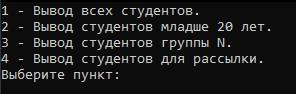 1 - Вывод всех студентов.
2 - Вывод студентов младше 20 лет.
3 - Вывод студентов группы N.
4 - Вывод студентов для рассылки.
Выберите пункт: